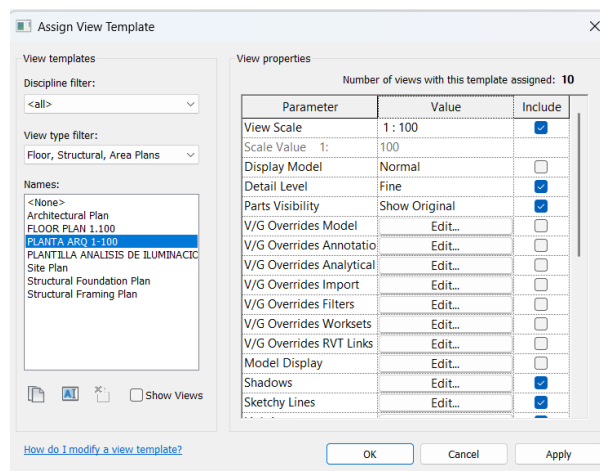 Assign View Template
View templates
Discipline filter:
<all>
View type filter:
Floor, Structural, Area Plans
Names:
<None>
Architectural Plan
FLOOR PLAN 1.100
PLANTA ARQ 1-100
PLANTILLA ANALISIS DE ILUMINACIC
Site Plan
Structural Foundation Plan
Structural Framing Plan
Show Views
How do I modify a view template?
View properties
Number of views with this template assigned: 10
Parameter Value Include
View Scale 1 : 100
Scale Value 1: 100
Display Model Normal
Detail Level Fine
Parts Visibility Show Original
V/G Overrides Model Edit...
V/G Overrides Annotatio Edit...
V/G Overrides Analytical Edit...
V/G Overrides Import Edit...
V/G Overrides Filters Edit...
V/G Overrides Worksets Edit...
V/G Overrides RVT Links Edit...
Model Display Edit...
Shadows Edit...
Sketchy Lines Edit...
OK Cancel Apply